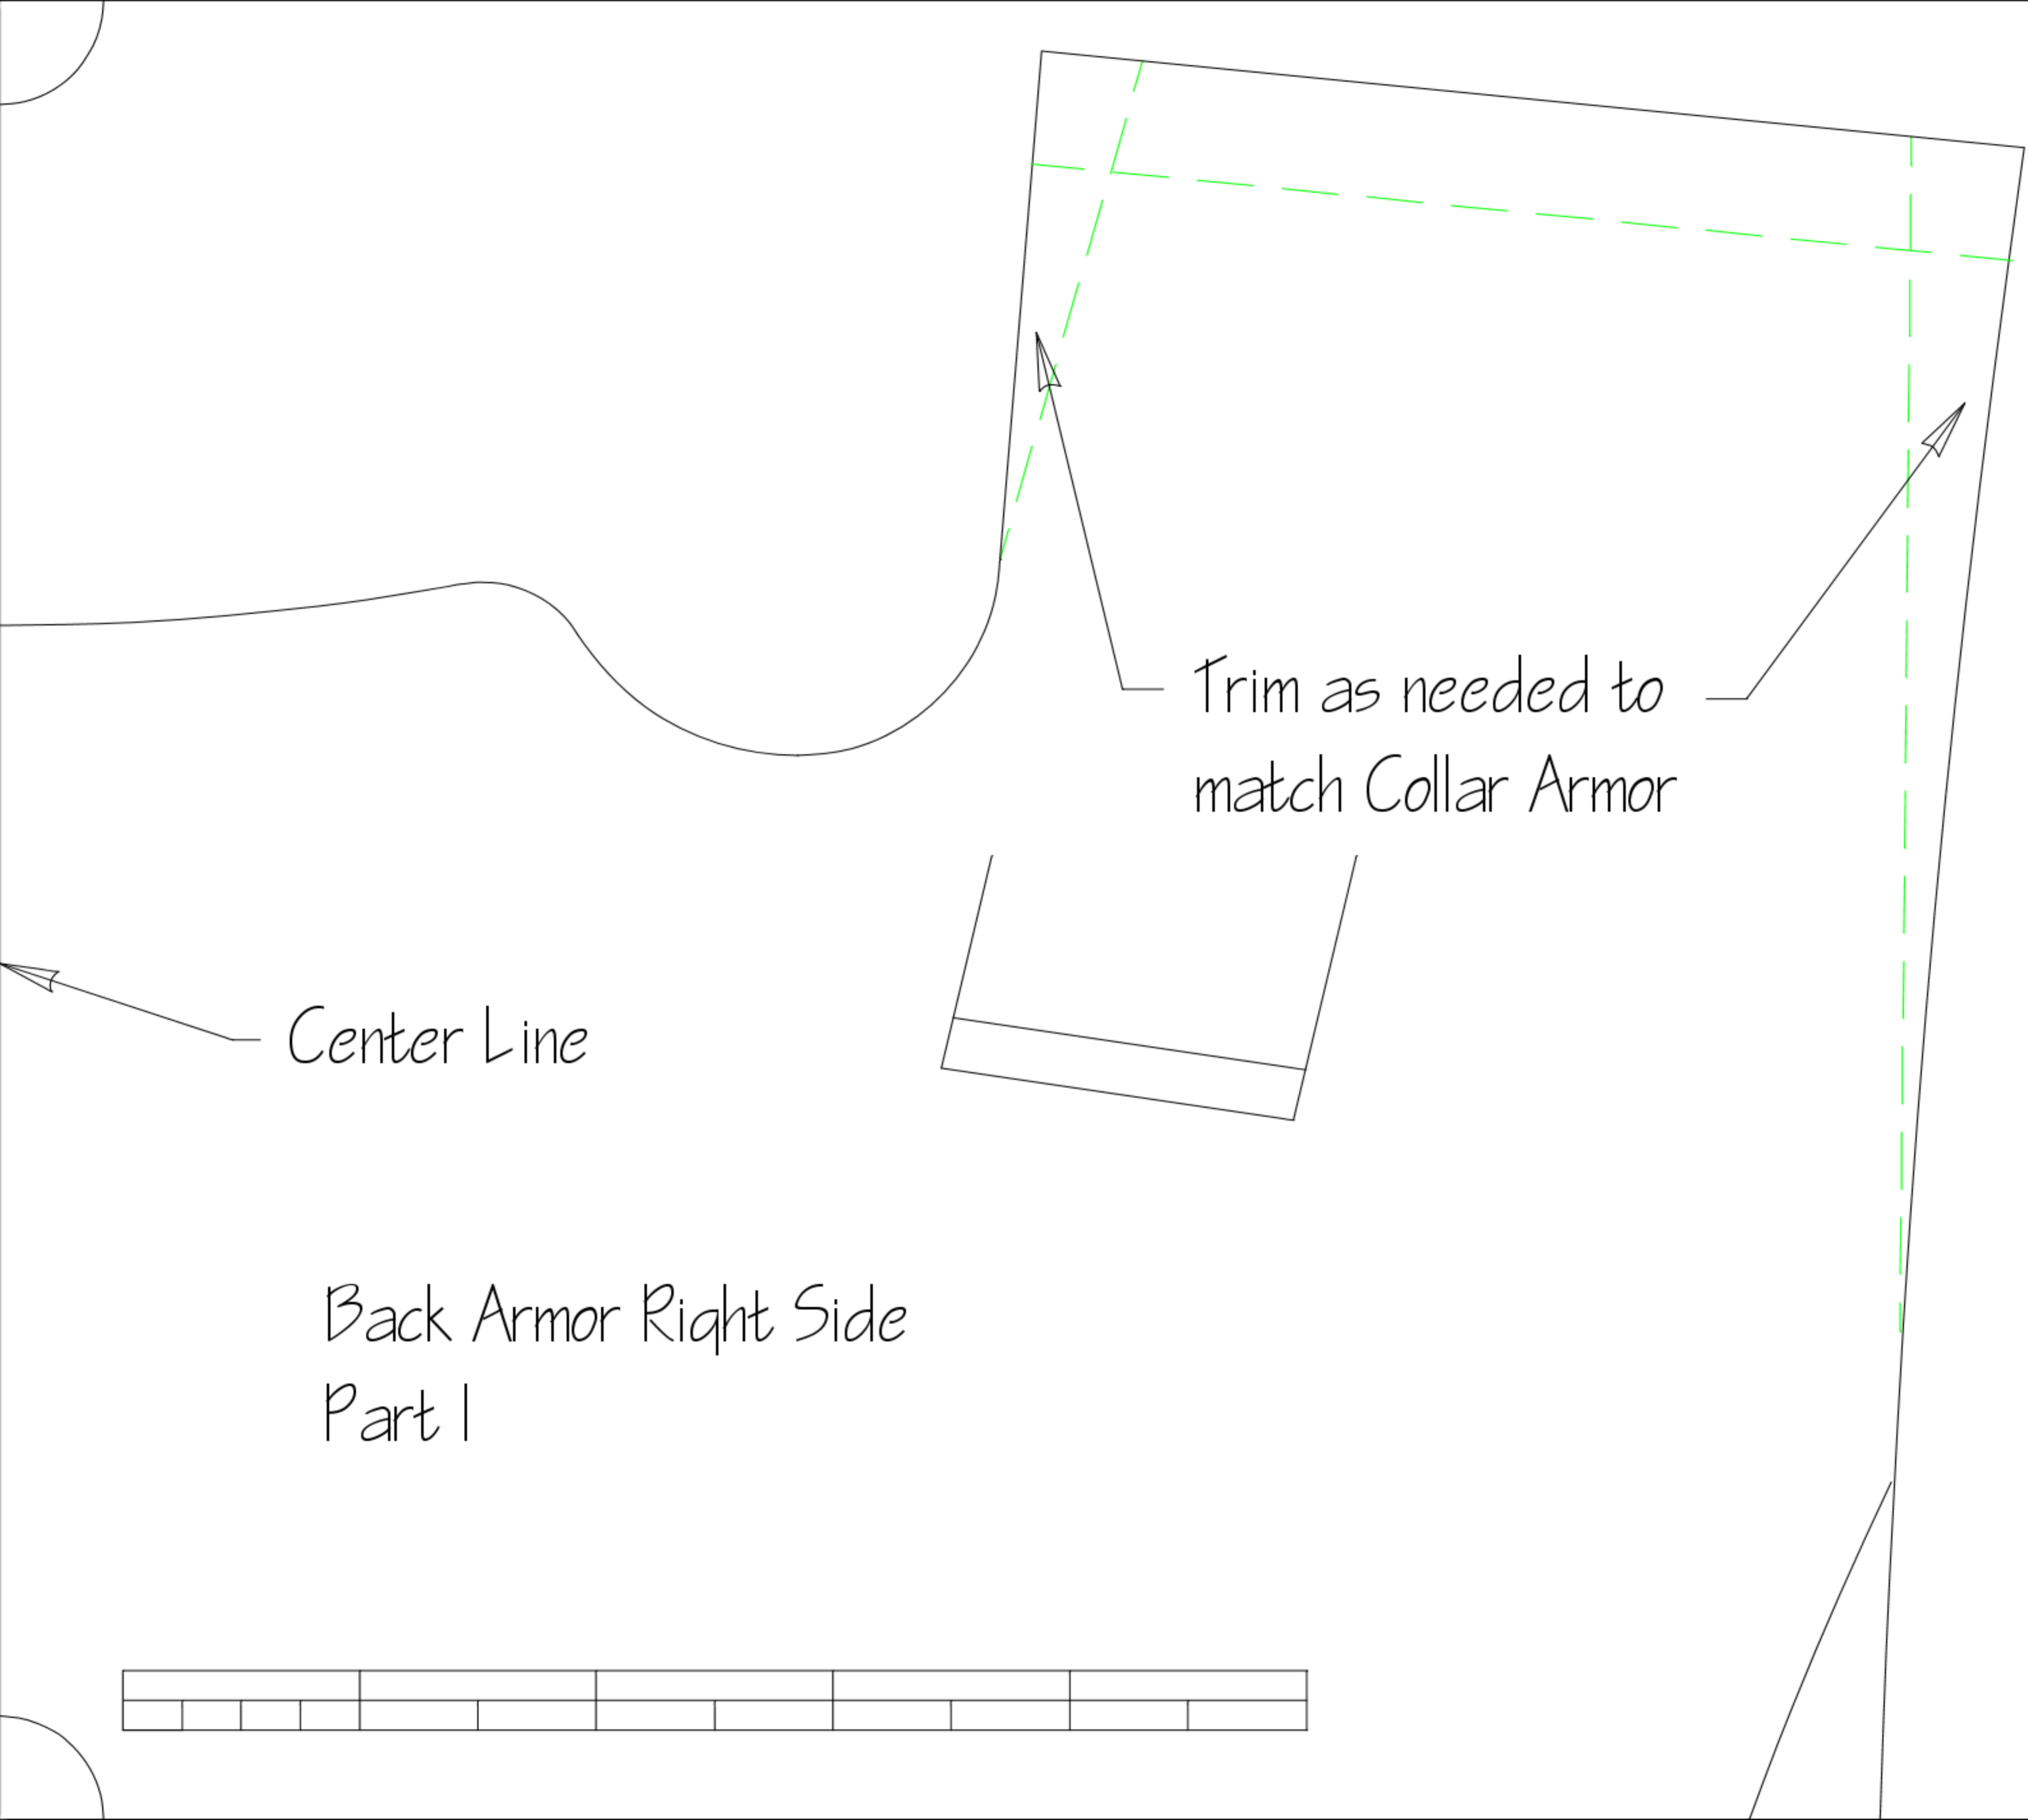 Trim as needed to
match Collar Armor
Center Line
Back Armor Right Side
Part 1